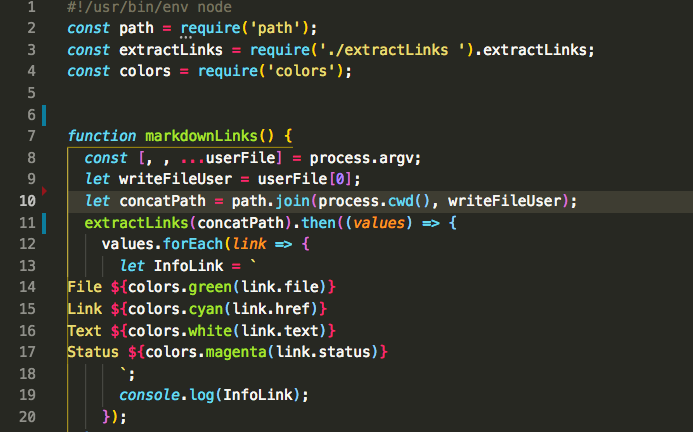 1 #!/usr/bin/env node
2 const path = require('path');
3 const extractLinks = require('./extractLinks ').extractLinks;
4 const colors = require('colors');
5
6
7 function markdownLinks() {
8 const [, , ...userFile] = process.argv;
9 let writeFileUser = userFile[0];
10 let concatPath = path.join(process.cwd(), writeFileUser);
11 extractLinks(concatPath).then((values) => {
12 values.forEach(link => {
13 let InfoLink = `
14 File ${colors.green(link.file)}
15 Link ${colors.cyan(link.href)}
16 Text ${colors.white(link.text)}
17 Status ${colors.magenta(link.status)}
18 `;
19 console.log(InfoLink);
20 });